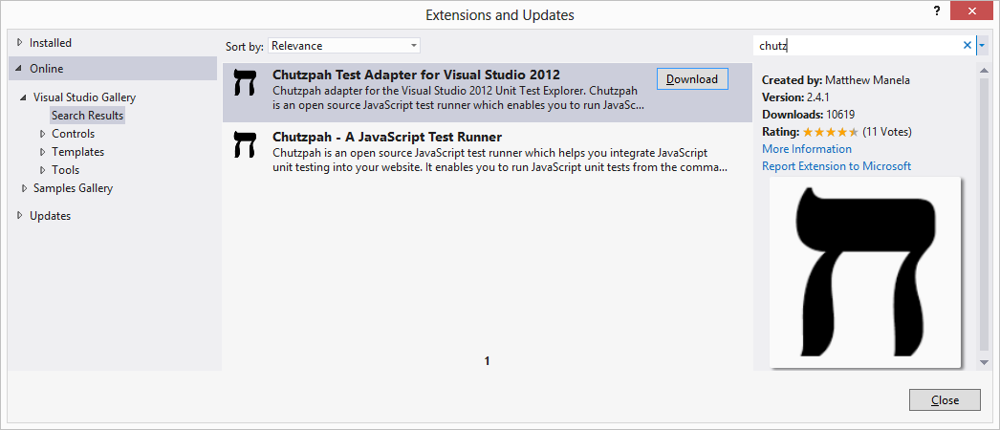 Extensions and Updates
?
Installed
Online
Visual Studio Gallery
Search Results
Controls
Templates
Tools
Samples Gallery
Updates
Sort by: Relevance
ח Chutzpah Test Adapter for Visual Studio 2012
Download
Chutzpah adapter for the Visual Studio 2012 Unit Test Explorer. Chutzpah
is an open source JavaScript test runner which enables you to run JavaSc...
ח Chutzpah - A JavaScript Test Runner
Chutzpah is an open source JavaScript test runner which helps you integrate JavaScript
unit testing into your website. It enables you to run JavaScript unit tests from the comma...
1
chutz
Created by: Matthew Manela
Version: 2.4.1
Downloads: 10619
Rating: (11 Votes)
More Information
Report Extension to Microsoft
ח
Close